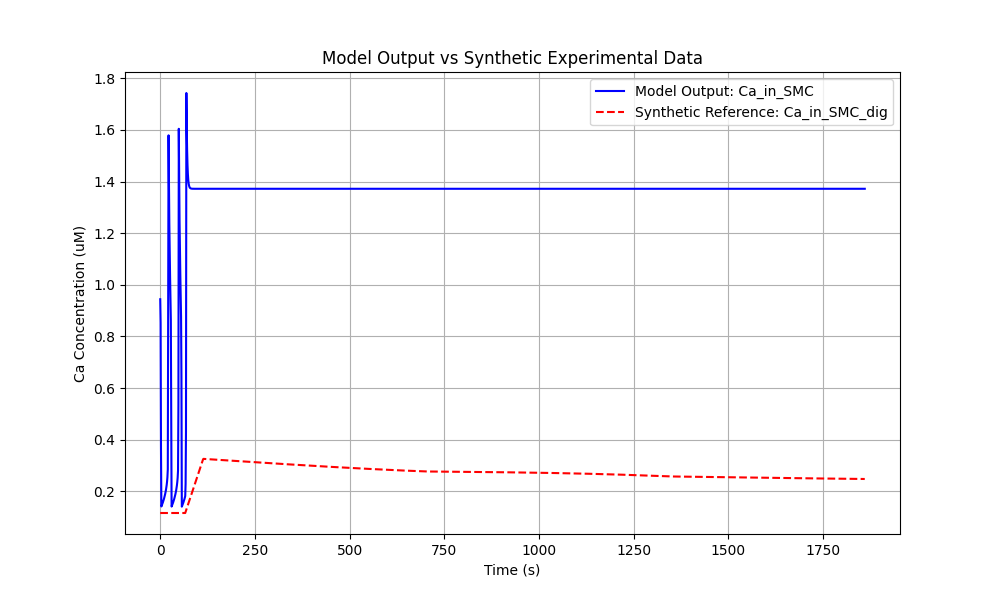 Model Output vs Synthetic Experimental Data
Model Output: Ca_in_SMC
Synthetic Reference: Ca_in_SMC_dig
Ca Concentration (uM)
1.8
1.6
1.4
1.2
1.0
0.8
0.6
0.4
0.2
0 250 500 750 1000 1250 1500 1750
Time (s)